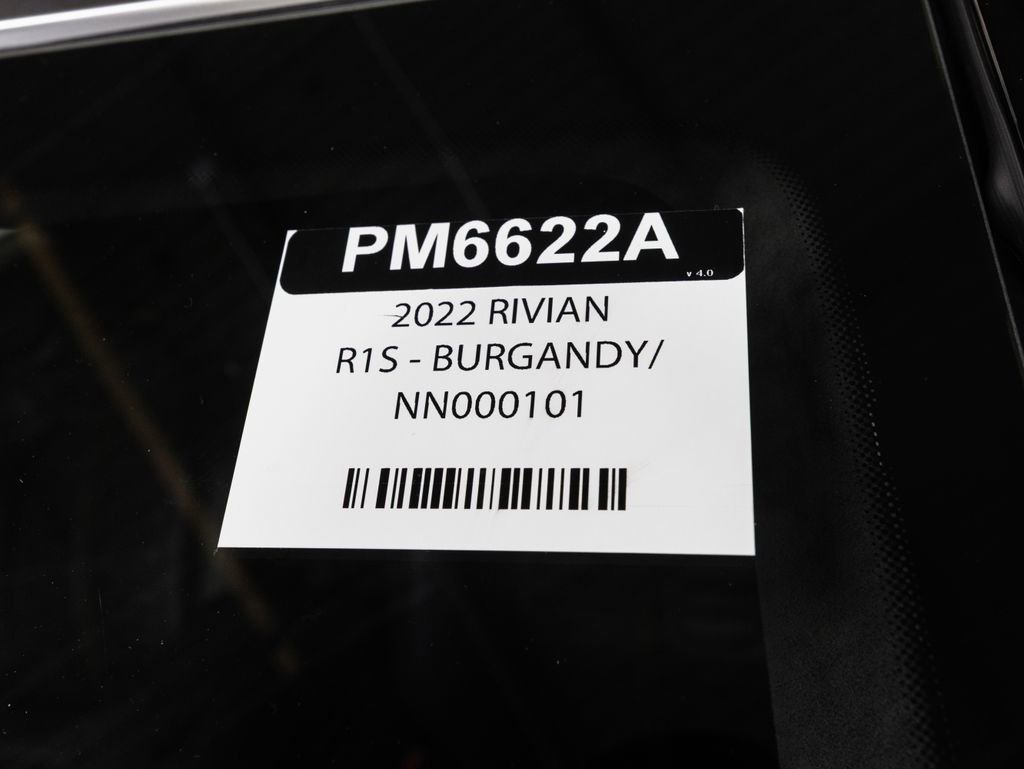 PM6622A
v 4.0
2022 RIVIAN
R1S - BURGANDY/
NN000101